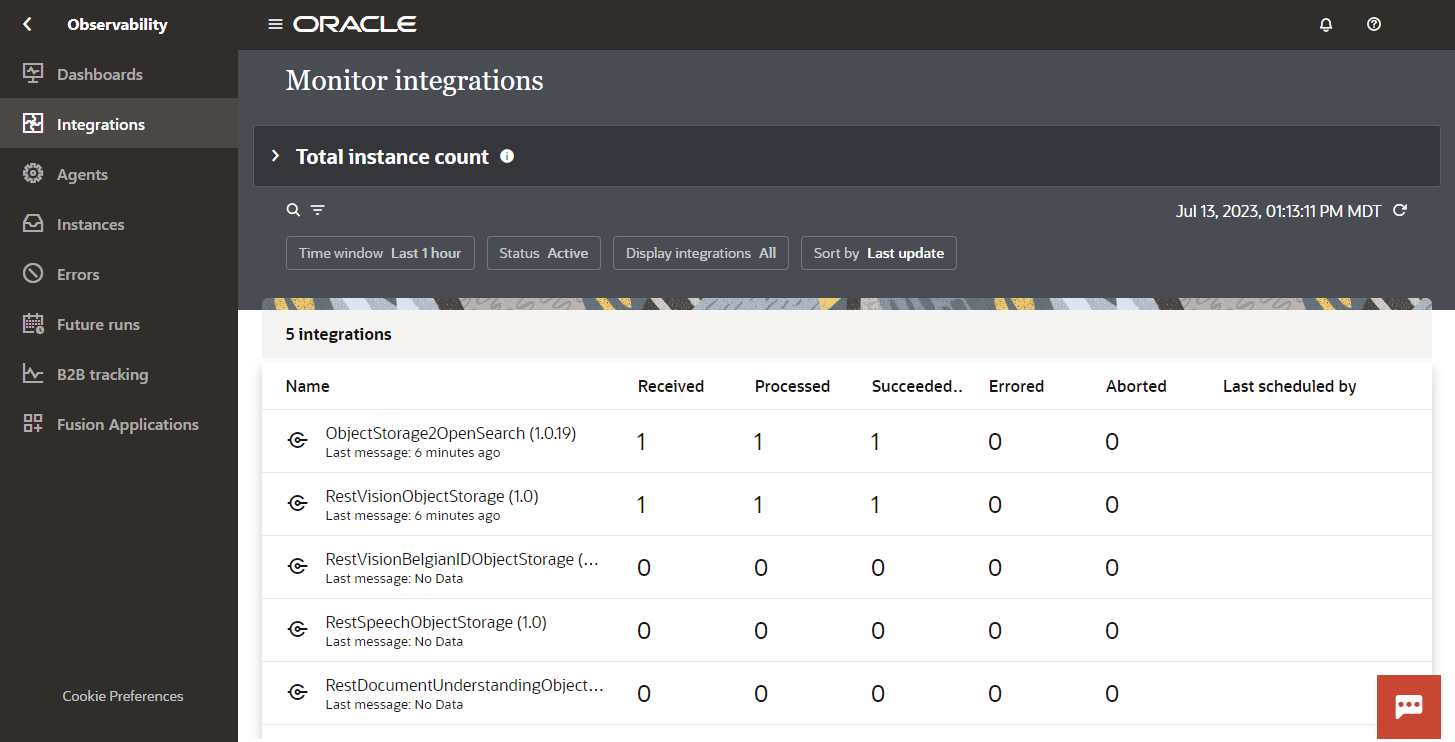 Observability
ORACLE
Dashboards
Integrations
Agents
Instances
Errors
Future runs
B2B tracking
Fusion Applications
Cookie Preferences
Monitor integrations
Total instance count
Jul 13, 2023, 01:13:11 PM MDT
Time window Last 1 hour Status Active Display integrations All Sort by Last update
5 integrations
Name Received Processed Succeeded.. Errored Aborted Last scheduled by
ObjectStorage2OpenSearch (1.0.19)
Last message: 6 minutes ago
1 1 1 0 0
RestVisionObjectStorage (1.0)
Last message: 6 minutes ago
1 1 1 0 0
RestVisionBelgianIDObjectStorage (...
Last message: No Data
0 0 0 0 0
RestSpeechObjectStorage (1.0)
Last message: No Data
0 0 0 0 0
RestDocumentUnderstandingObject...
Last message: No Data
0 0 0 0 0